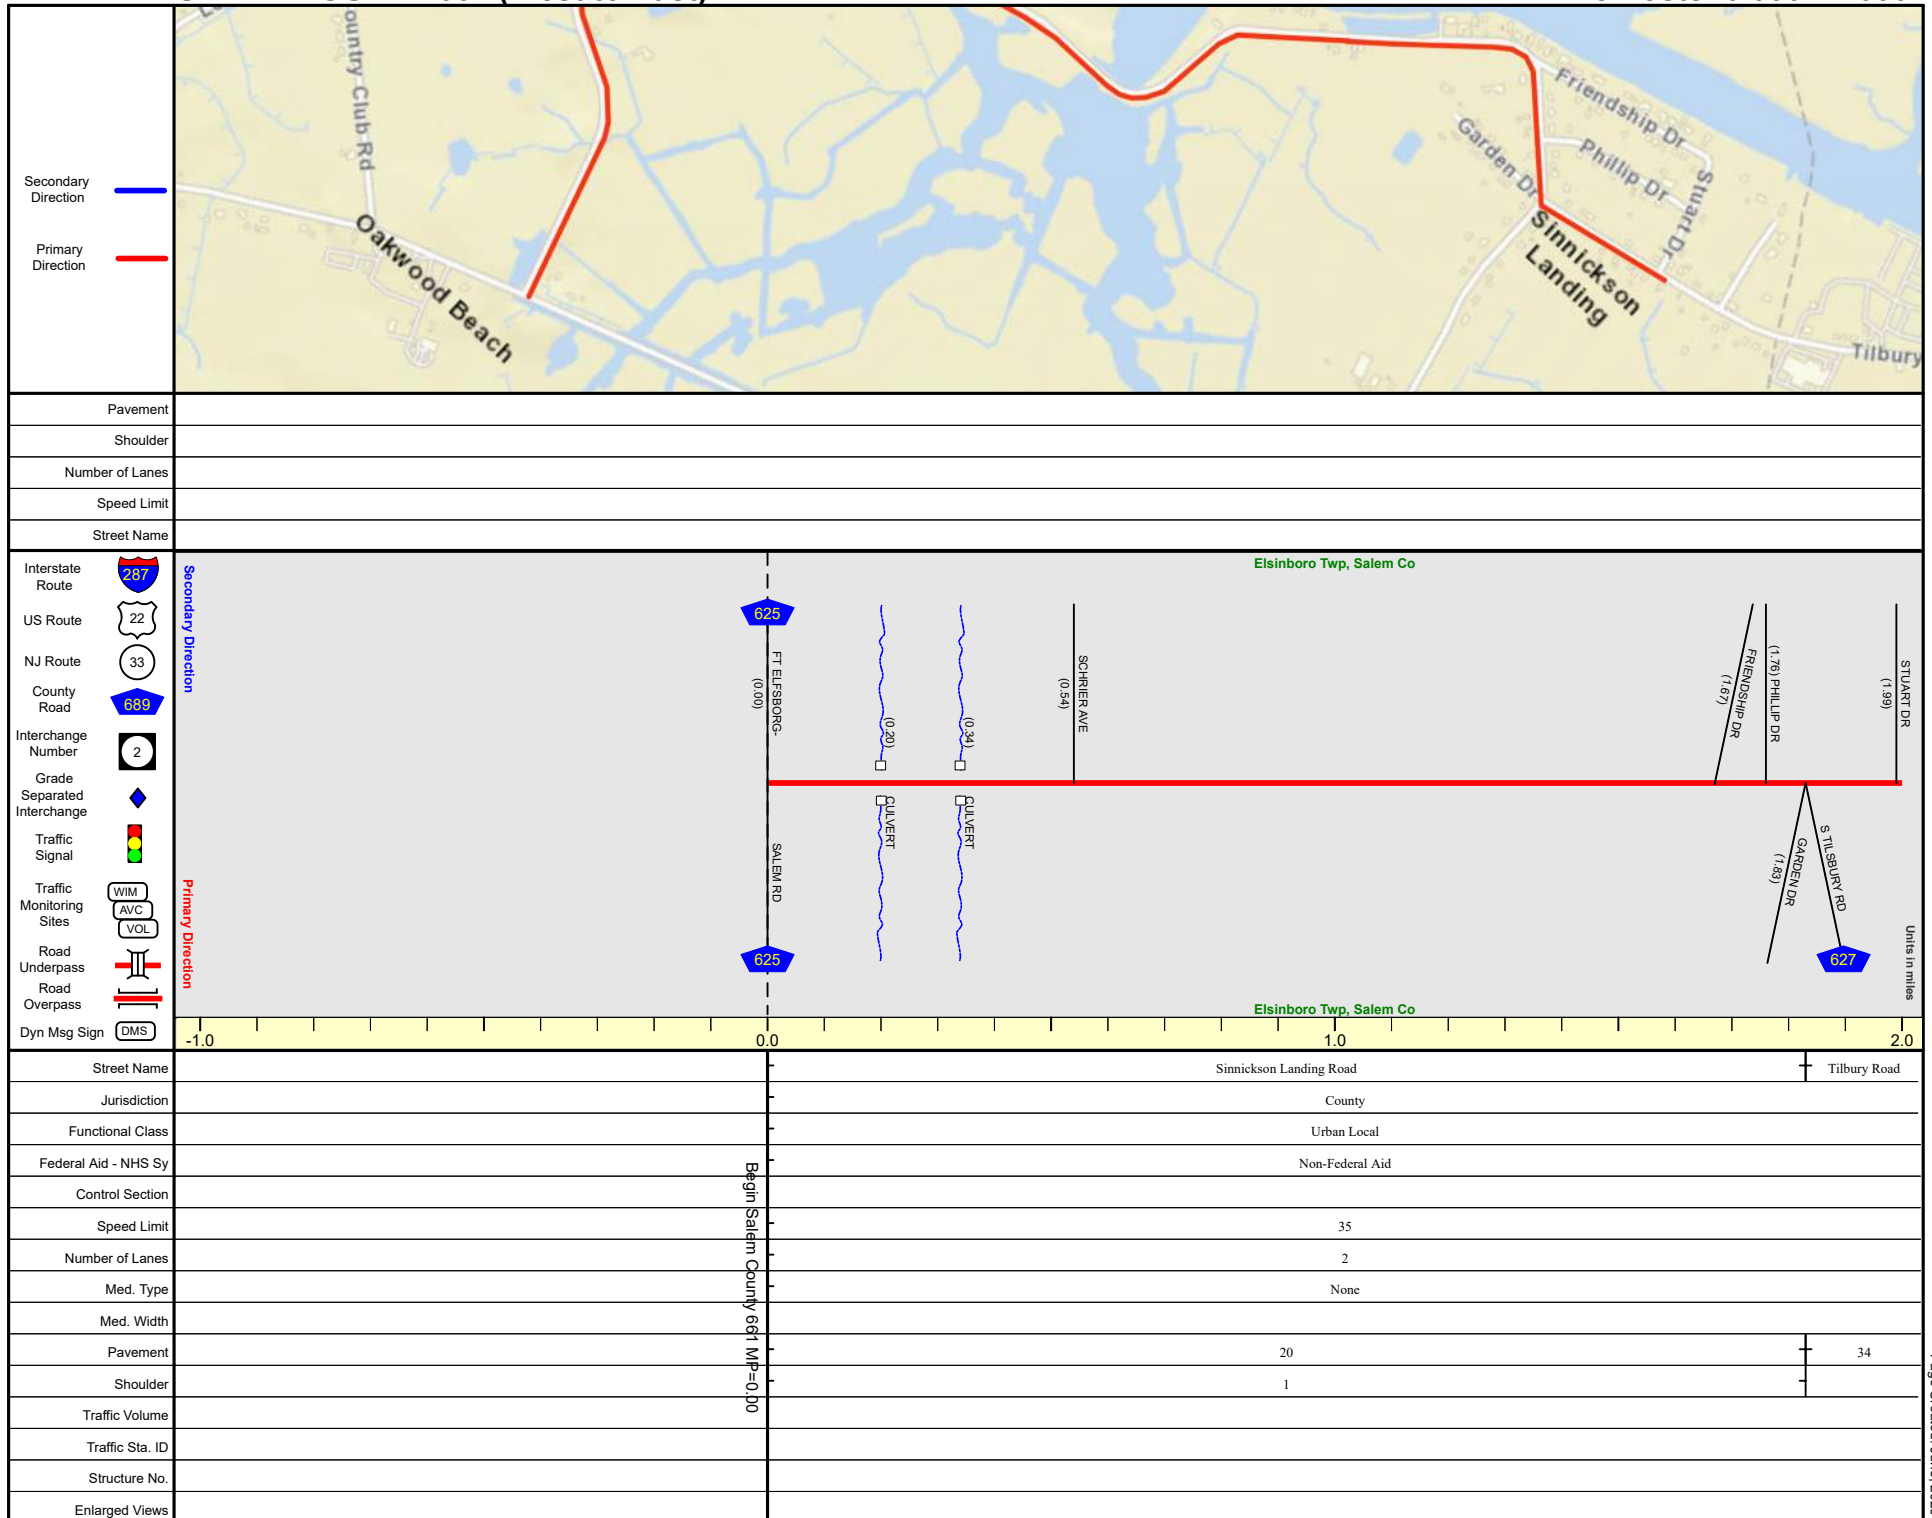 Secondary
Direction
Primary
Direction
ountry Club Rd
Oakwood Beach
Friendship Dr
Garden Dr
Phillip Dr
Stuart Dr
Sinnickson
Landing
Tilbury
Pavement
Shoulder
Number of Lanes
Speed Limit
Street Name
Interstate
Route
287
US Route
22
NJ Route
33
County
Road
689
Interchange
Number
2
Grade
Separated
Interchange
Traffic
Signal
Traffic
Monitoring
Sites
WIM
AVC
VOL
Road
Underpass
Road
Overpass
Dyn Msg Sign
DMS
Secondary Direction
Primary Direction
Elsinboro Twp, Salem Co
625
FT ELFSBORG-
(0.00)
SALEM RD
625
(0.20)
CULVERT
(0.34)
CULVERT
SCHRIER AVE
(0.54)
FRIENDSHIP DR
(1.67)
(1.76) PHILLIP DR
STUART DR
(1.99)
GARDEN DR
(1.83)
S TILSBURY RD
627
Units in miles
Elsinboro Twp, Salem Co
-1.0
0.0
1.0
2.0
Street Name
Sinnickson Landing Road
Tilbury Road
Jurisdiction
County
Functional Class
Urban Local
Federal Aid - NHS Sy
Non-Federal Aid
Control Section
Speed Limit
35
Number of Lanes
2
Med. Type
None
Med. Width
Pavement
20
34
Shoulder
1
Traffic Volume
Traffic Sta. ID
Structure No.
Enlarged Views
Begin Salem County 661 MP=0.00